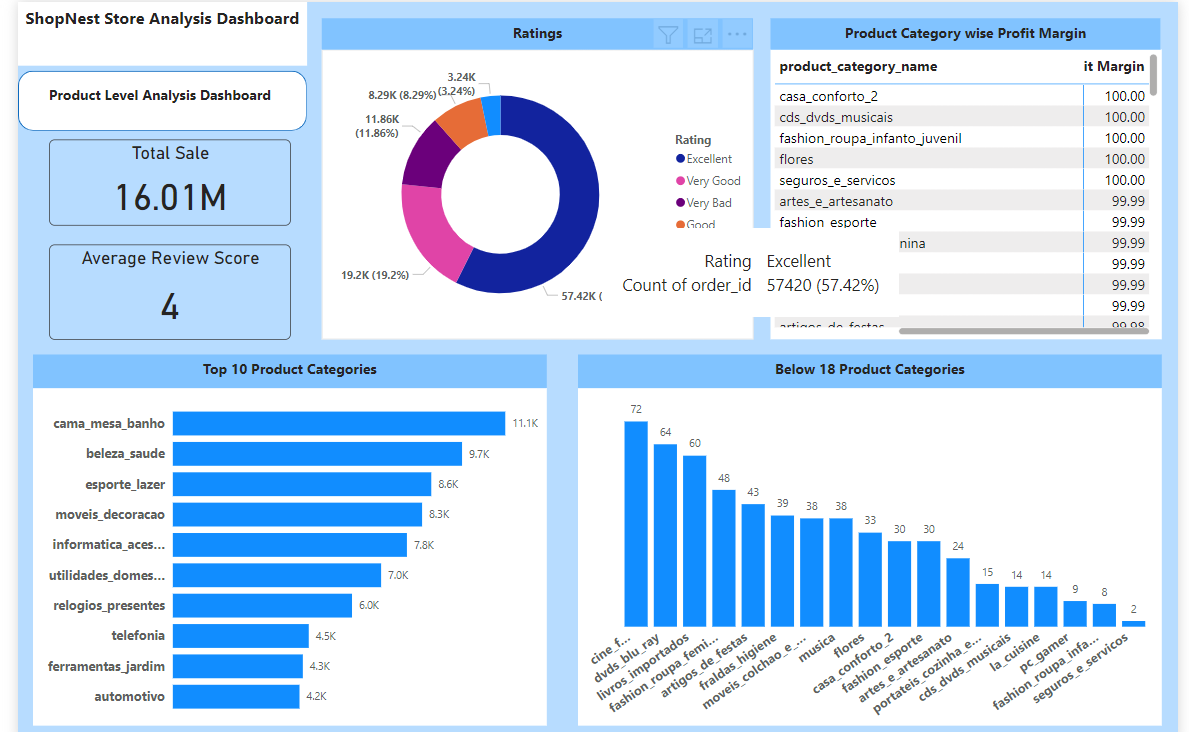 ShopNest Store Analysis Dashboard
Product Level Analysis Dashboard
Total Sale
16.01M
Average Review Score
4
Ratings
3.24K
(3.24%)
8.29K (8.29%)
11.86K
(11.86%)
19.2K (19.2%)
57.42K (
Rating
Excellent
Very Good
Very Bad
Good
Rating Excellent
Count of order_id 57420 (57.42%)
Product Category wise Profit Margin
product_category_name it Margin
casa_conforto_2 100.00
cds_dvds_musicais 100.00
fashion_roupa_infanto_juvenil 100.00
flores 100.00
seguros_e_servicos 100.00
artes_e_artesanato 99.99
fashion_esporte 99.99
nina 99.99
99.99
99.99
99.99
artigos_de_festas 99.98
Top 10 Product Categories
cama_mesa_banho 11.1K
beleza_saude 9.7K
esporte_lazer 8.6K
moveis_decoracao 8.3K
informatica_aces... 7.8K
utilidades_domes... 7.0K
relogios_presentes 6.0K
telefonia 4.5K
ferramentas_jardim 4.3K
automotivo 4.2K
Below 18 Product Categories
72 64 60 48 43 39 38 38 33 30 30 24 15 14 14 9 8 2
cine_f...
dvds_blu_ray
livros_importados
fashion_roupa_femi...
artigos_de_festas
fraldas_higiene
moveis_colchao_e_...
musica
flores
casa_conforto_2
fashion_esporte
artes_e_artesanato
portateis_cozinha_e...
cds_dvds_musicais
la_cuisine
pc_gamer
fashion_roupa_infa...
seguros_e_servicos